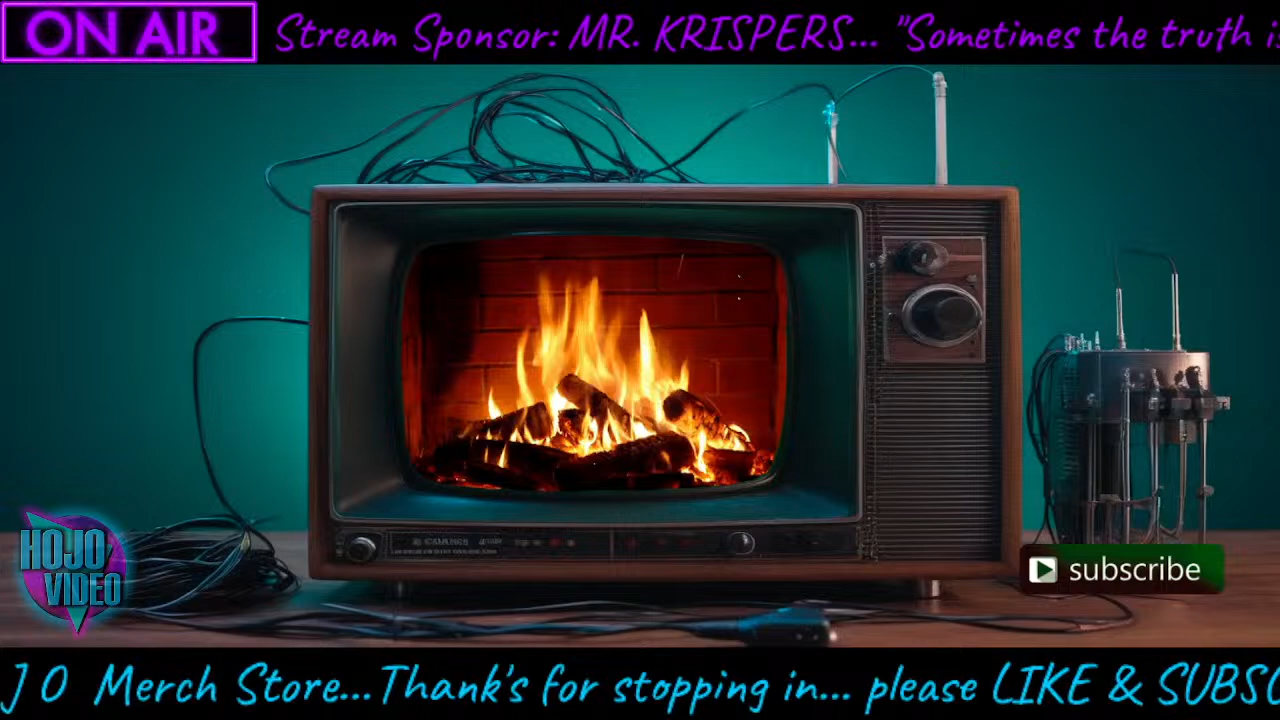 ON AIR
Stream Sponsor: MR. KRISPERS... "Sometimes the truth i
HOJO
VIDEO
subscribe
J O Merch Store...Thank's for stopping in... please LIKE & SUBSC